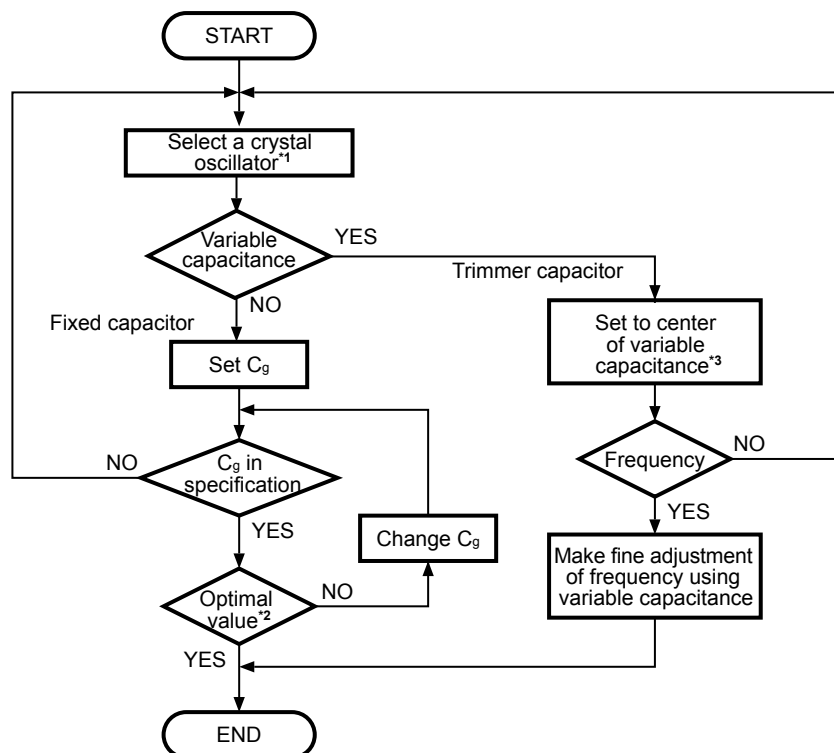 START
Select a crystal
oscillator*1
Variable
capacitance
YES
Trimmer capacitor
NO
Fixed capacitor
Set Cg
Set to center
of variable
capacitance*3
Cg in
specification
NO
YES
Change Cg
Frequency
NO
YES
Optimal
value*2
NO
YES
Make fine adjustment
of frequency using
variable capacitance
END